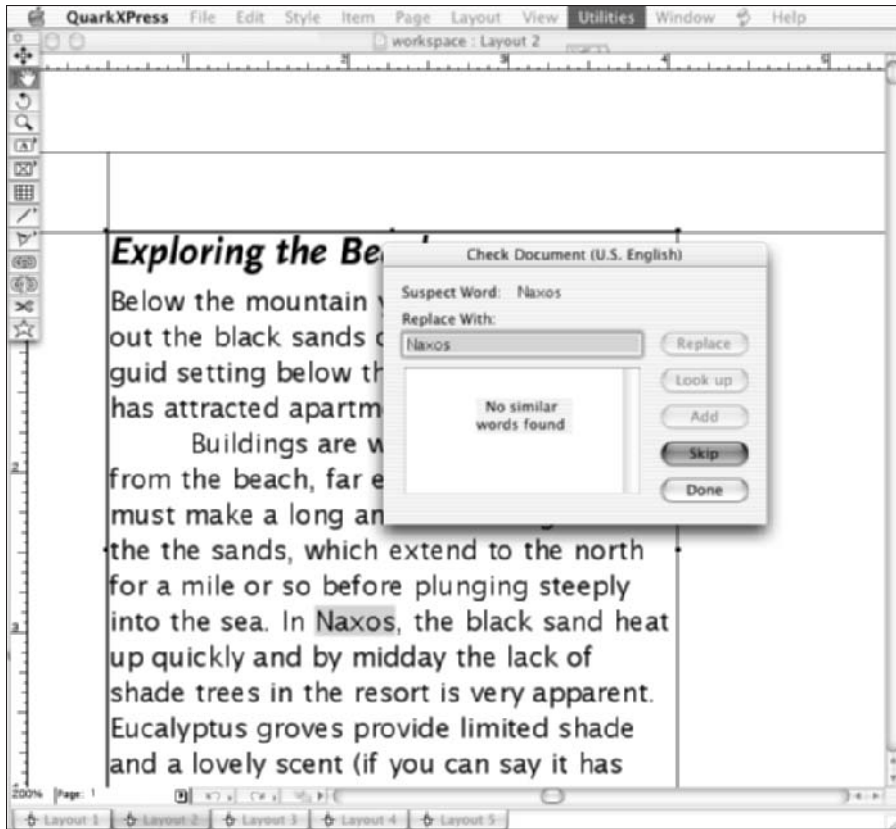 QuarkXPress File Edit Style Item Page Layout View Utilities Window Help
workspace : Layout 2
Exploring the Be
Below the mountain
out the black sands
guid setting below th
has attracted apartm
Buildings are w
from the beach, far e
must make a long an
the the sands, which extend to the north
for a mile or so before plunging steeply
into the sea. In Naxos, the black sand heat
up quickly and by midday the lack of
shade trees in the resort is very apparent.
Eucalyptus groves provide limited shade
and a lovely scent (if you can say it has
Check Document (U.S. English)
Suspect Word: Naxos
Replace With:
Naxos
Replace
No similar
words found
Look up
Add
Skip
Done
200% Page: 1
Layout 1 Layout 2 Layout 3 Layout 4 Layout 5